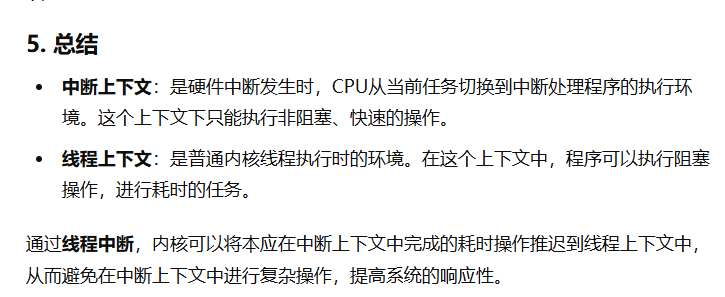 5. 总结
• 中断上下文：是硬件中断发生时，CPU从当前任务切换到中断处理程序的执行环
境。这个上下文下只能执行非阻塞、快速的操作。
• 线程上下文：是普通内核线程执行时的环境。在这个上下文中，程序可以执行阻塞
操作，进行耗时的任务。
通过线程中断，内核可以将本应在中断上下文中完成的耗时操作推迟到线程上下文中，
从而避免在中断上下文中进行复杂操作，提高系统的响应性。